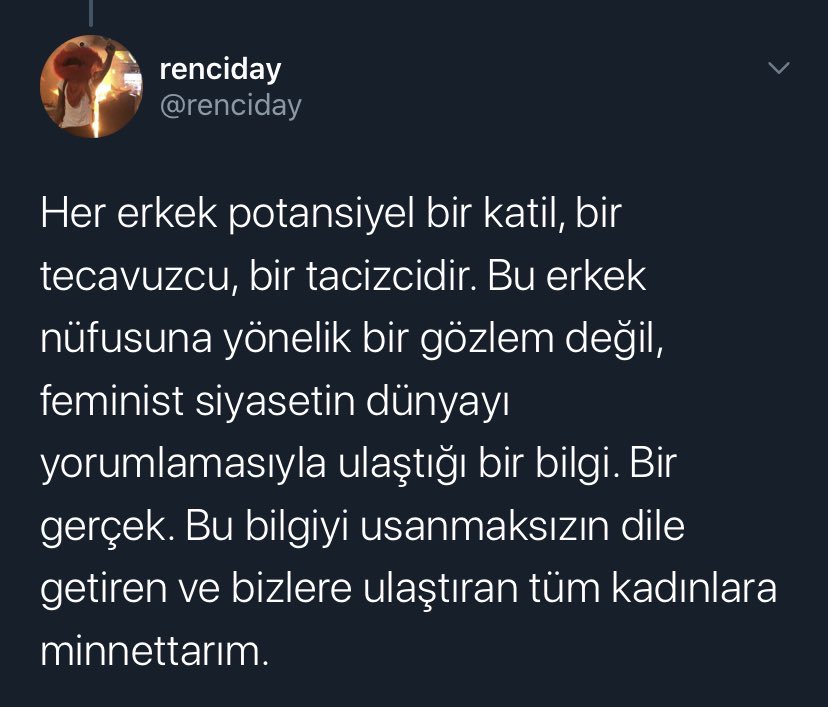 renciday
@renciday
Her erkek potansiyel bir katil, bir
tecavuzcu, bir tacizcidir. Bu erkek
nüfusuna yönelik bir gözlem değil,
feminist siyasetin dünyayı
yorumlamasıyla ulaştığı bir bilgi. Bir
gerçek. Bu bilgiyi usanmaksızın dile
getiren ve bizlere ulaştıran tüm kadınlara
minnettarım.